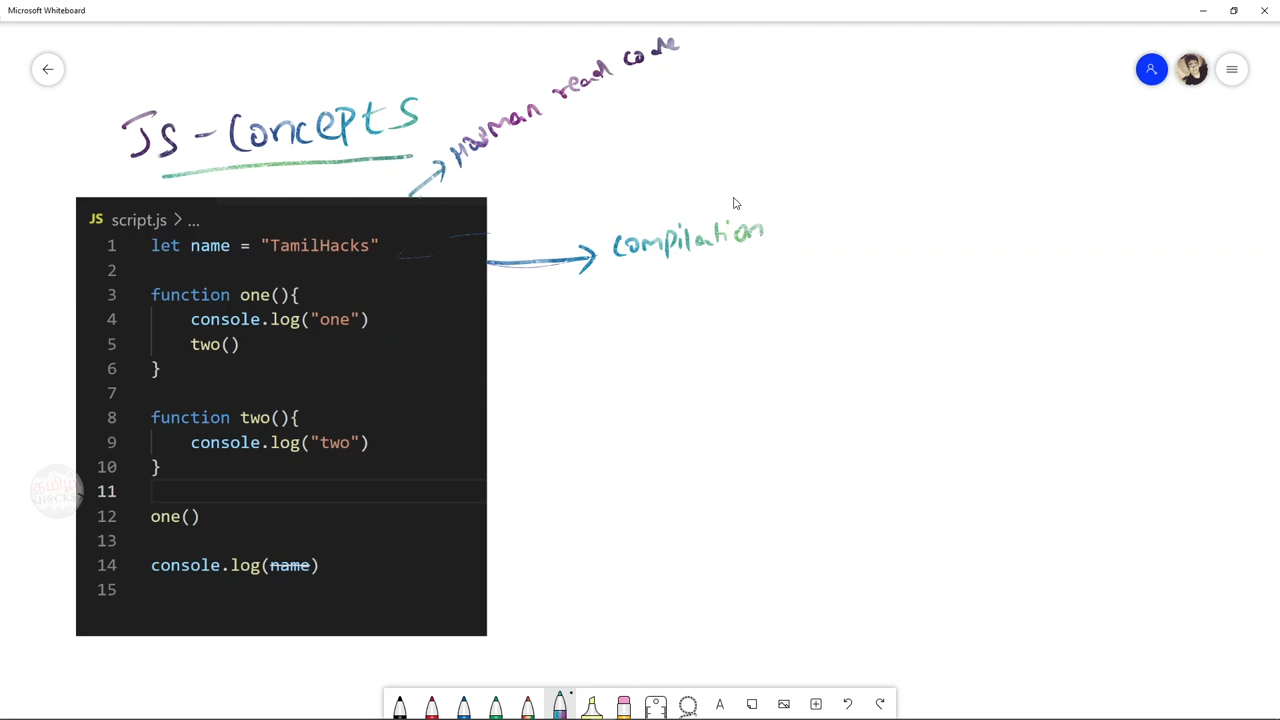 Microsoft Whiteboard
JS-Concepts
Human read code
JS script.js > ...
1 let name = "TamilHacks"
2
3 function one(){
4 console.log("one")
5 two()
6 }
7
8 function two(){
9 console.log("two")
10 }
11
12 one()
13
14 console.log(name)
15
compilation
தமிழ்
HACKS
A